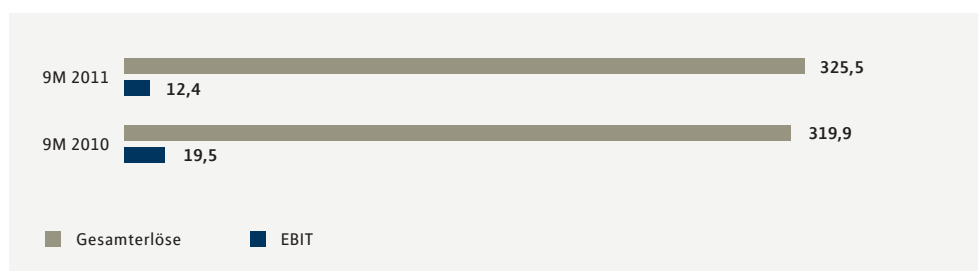 9M 2011
325,5
12,4
9M 2010
319,9
19,5
Gesamterlöse
EBIT